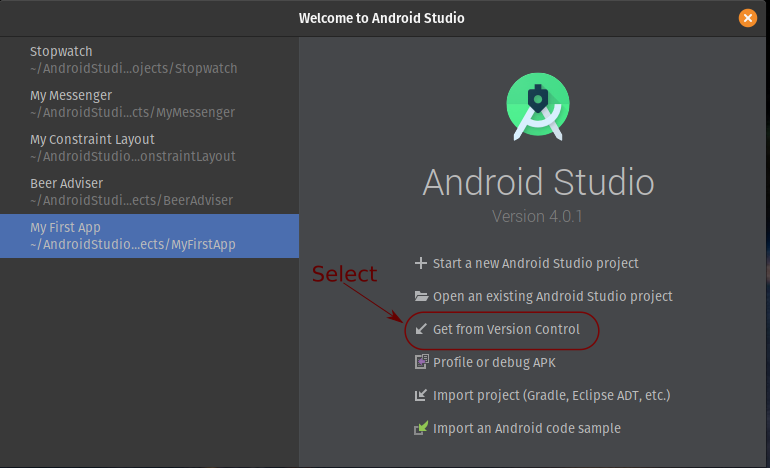 Welcome to Android Studio
Stopwatch
~/AndroidStudi...ojects/Stopwatch
My Messenger
~/AndroidStudi...cts/MyMessenger
My Constraint Layout
~/AndroidStudio...onstraintLayout
Beer Adviser
~/AndroidStudi...ects/BeerAdviser
My First App
~/AndroidStudio...ects/MyFirstApp
Android Studio
Version 4.0.1
Start a new Android Studio project
Select
Open an existing Android Studio project
Get from Version Control
Profile or debug APK
Import project (Gradle, Eclipse ADT, etc.)
Import an Android code sample